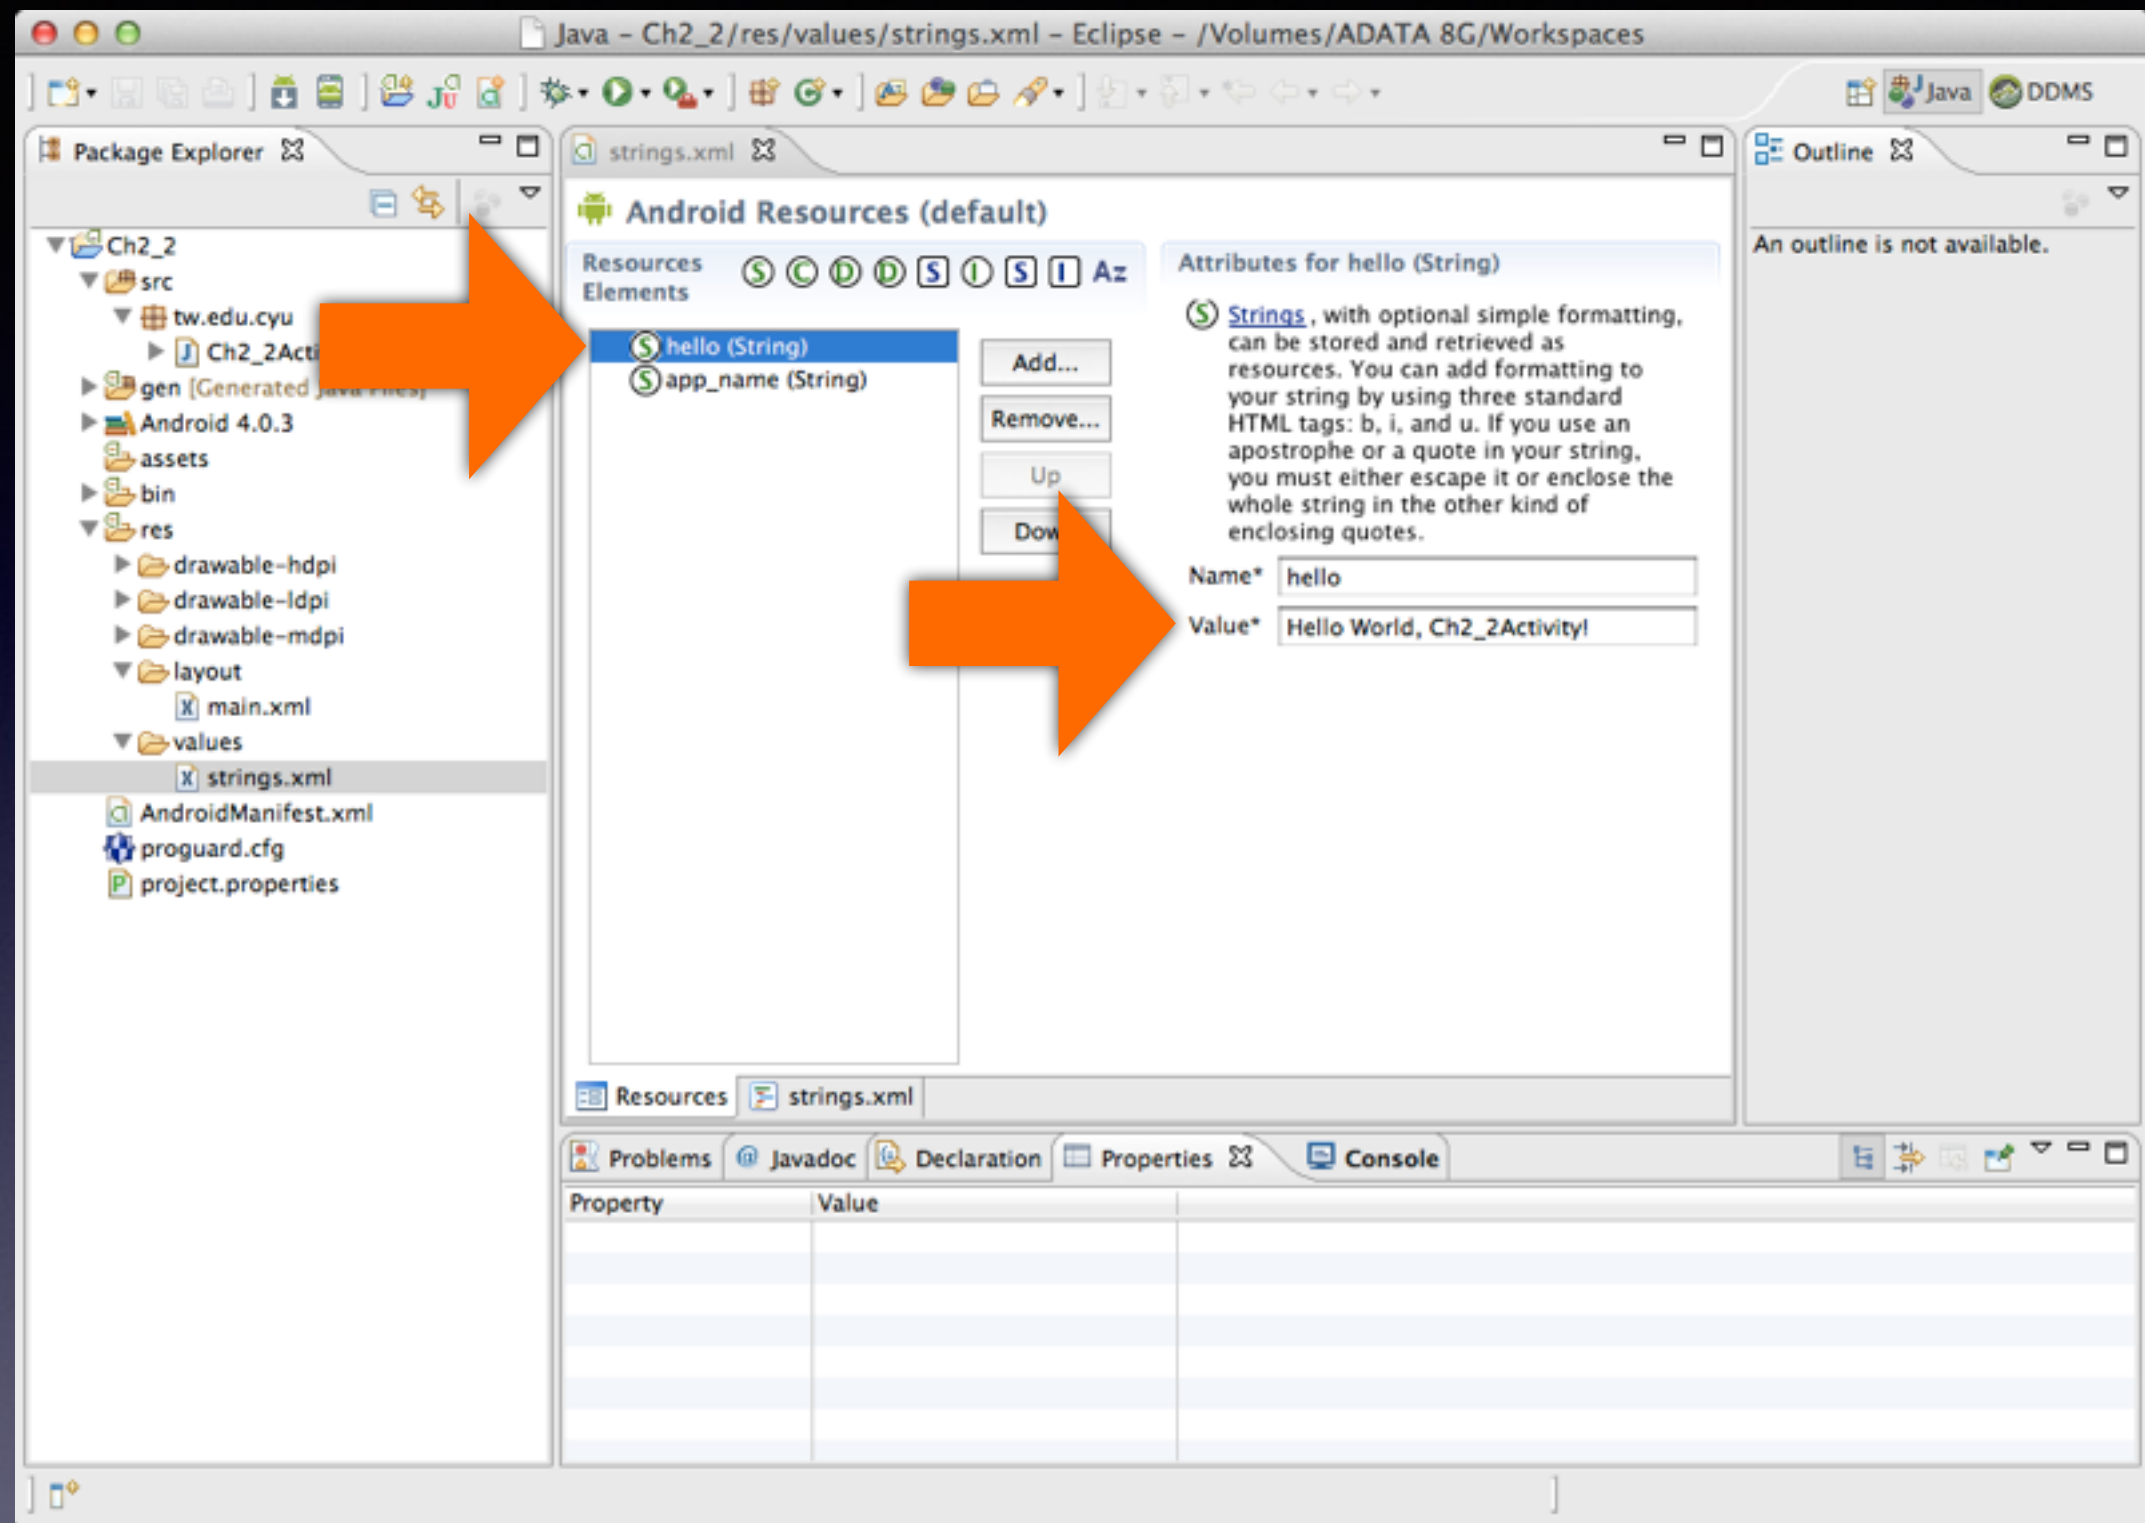 Java – Ch2_2/res/values/strings.xml – Eclipse – /Volumes/ADATA 8G/Workspaces
Java
DDMS
Package Explorer
Ch2_2
src
tw.edu.cyu
Ch2_2Acti
gen [Generated Java Files]
Android 4.0.3
assets
bin
res
drawable-hdpi
drawable-ldpi
drawable-mdpi
layout
main.xml
values
strings.xml
AndroidManifest.xml
proguard.cfg
project.properties
strings.xml
Android Resources (default)
Resources
Elements
S C D D S I S I Az
hello (String)
app_name (String)
Add...
Remove...
Up
Dow
Attributes for hello (String)
Strings, with optional simple formatting,
can be stored and retrieved as
resources. You can add formatting to
your string by using three standard
HTML tags: b, i, and u. If you use an
apostrophe or a quote in your string,
you must either escape it or enclose the
whole string in the other kind of
enclosing quotes.
Name* hello
Value* Hello World, Ch2_2Activity!
Resources
strings.xml
Outline
An outline is not available.
Problems
@ Javadoc
Declaration
Properties
Console
Property
Value